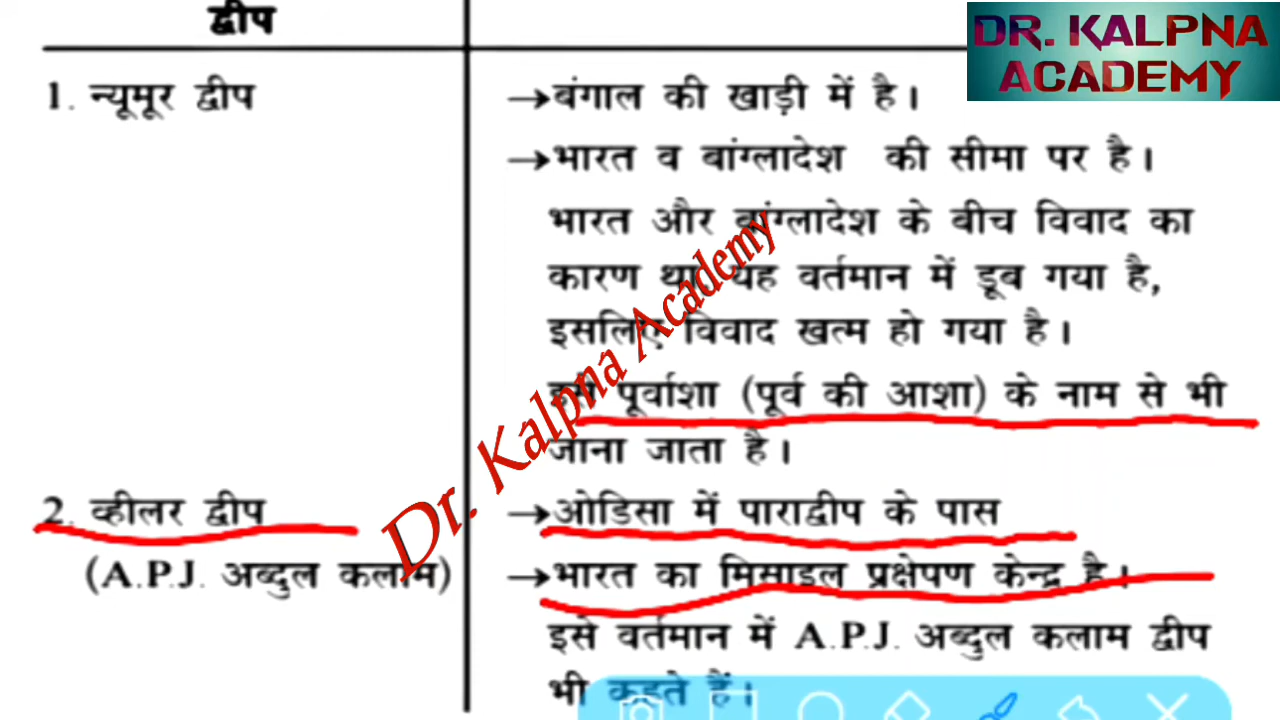 द्वीप
DR. KALPNA
ACADEMY
1. न्यूमूर द्वीप
→बंगाल की खाड़ी में है।
→भारत व बांग्लादेश की सीमा पर है।
भारत और बांग्लादेश के बीच विवाद का
कारण था, यह वर्तमान में डूब गया है,
इसलिए विवाद खत्म हो गया है।
इसे पूर्वाशा (पूर्व की आशा) के नाम से भी
जाना जाता है।
2. व्हीलर द्वीप
(A.P.J. अब्दुल कलाम)
→ओडिसा में पाराद्वीप के पास
→भारत का मिसाइल प्रक्षेपण केन्द्र है।
इसे वर्तमान में A.P.J. अब्दुल कलाम द्वीप
भी कहते हैं।
Dr. Kalpna Academy